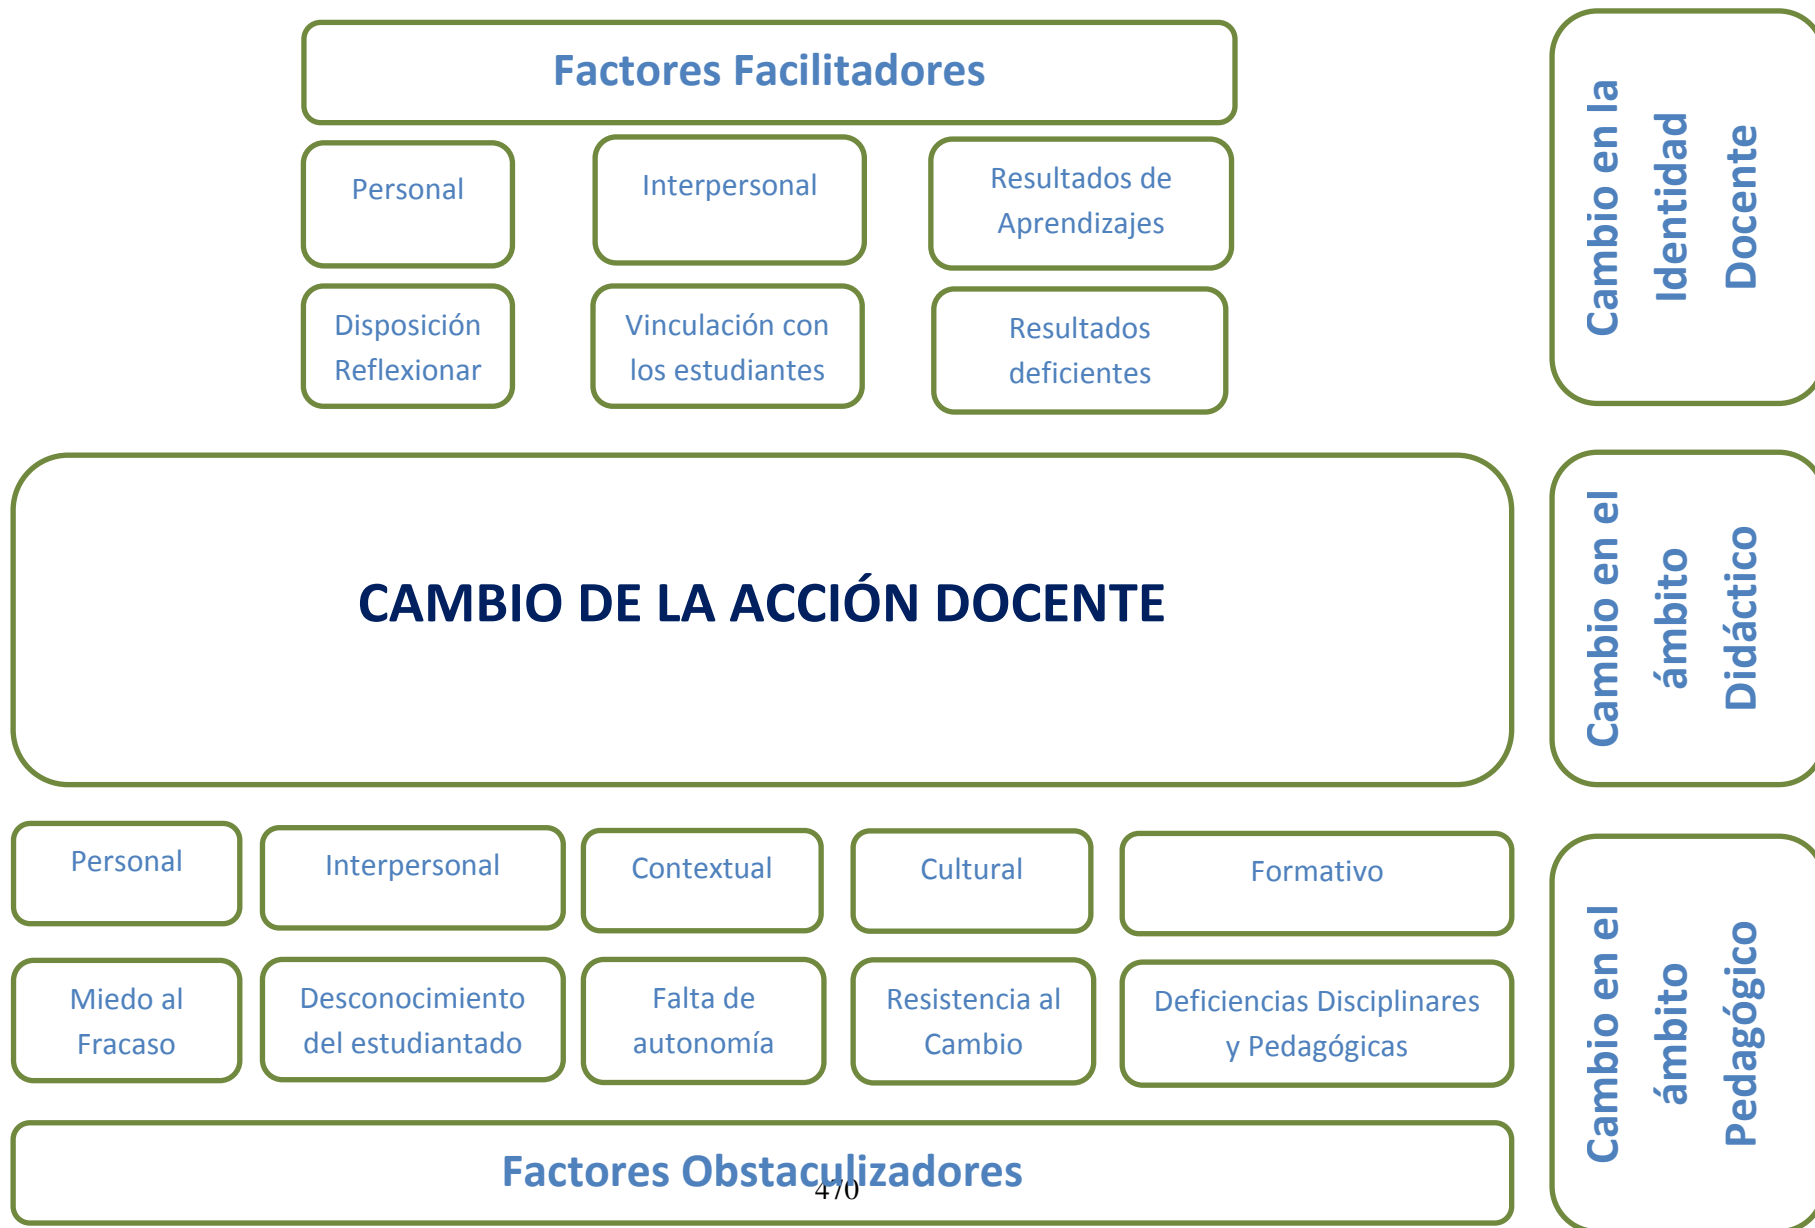 Factores Facilitadores
Personal
Interpersonal
Resultados de
Aprendizajes
Disposición
Reflexionar
Vinculación con
los estudiantes
Resultados
deficientes
CAMBIO DE LA ACCIÓN DOCENTE
Personal
Interpersonal
Contextual
Cultural
Formativo
Miedo al
Fracaso
Desconocimiento
del estudiantado
Falta de
autonomía
Resistencia al
Cambio
Deficiencias Disciplinares
y Pedagógicas
Factores Obstaculizadores
470
Cambio en la
Identidad
Docente
Cambio en el
ámbito
Didáctico
Cambio en el
ámbito
Pedagógico